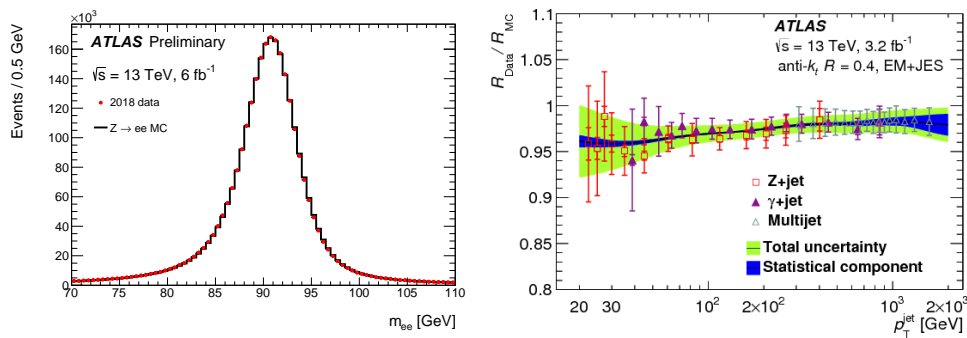 ×10³
160
140
120
100
80
60
40
20
0
Events / 0.5 GeV
ATLAS Preliminary
√s = 13 TeV, 6 fb⁻¹
2018 data
Z → ee MC
70 75 80 85 90 95 100 105 110
m_ee [GeV]
R_Data / R_MC
1.1
1.05
1
0.95
0.9
0.85
0.8
ATLAS
√s = 13 TeV, 3.2 fb⁻¹
anti-k_t R = 0.4, EM+JES
Z+jet
γ+jet
Multijet
Total uncertainty
Statistical component
20 30 10² 2×10² 10³ 2×10³
p_T^jet [GeV]